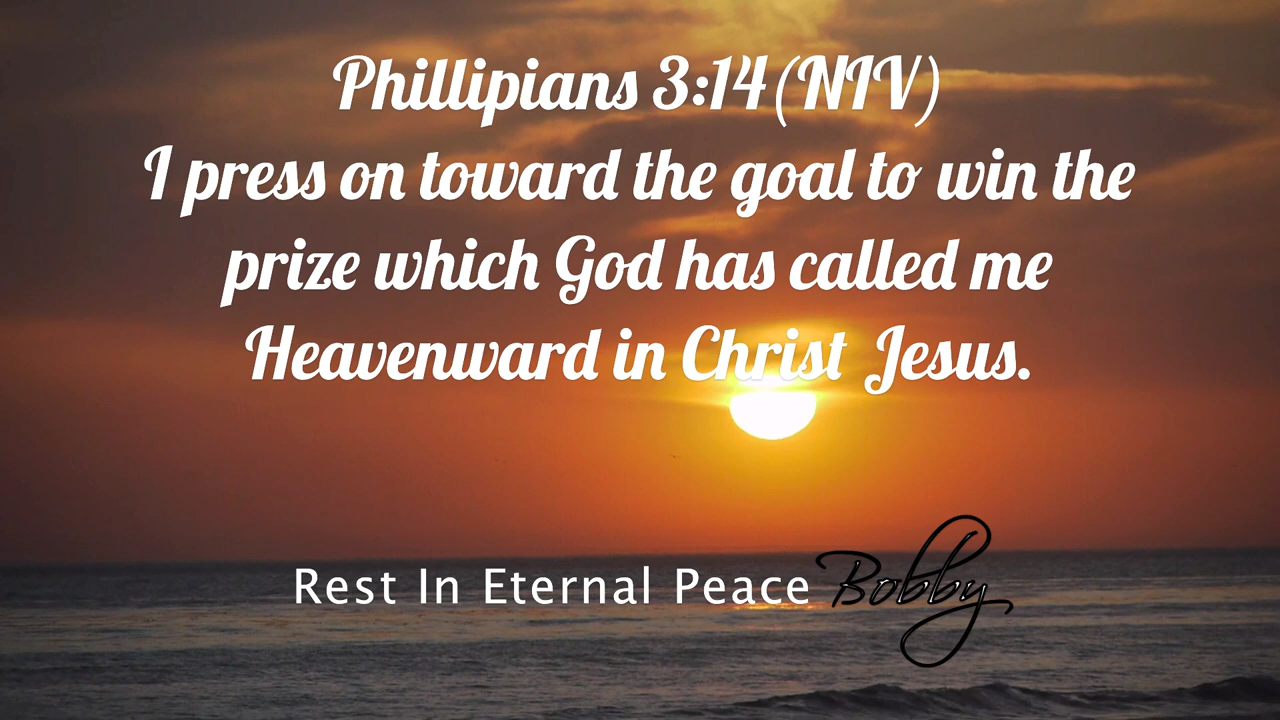 Phillipians 3:14(NIV)
I press on toward the goal to win the
prize which God has called me
Heavenward in Christ Jesus.
Rest In Eternal Peace Bobby